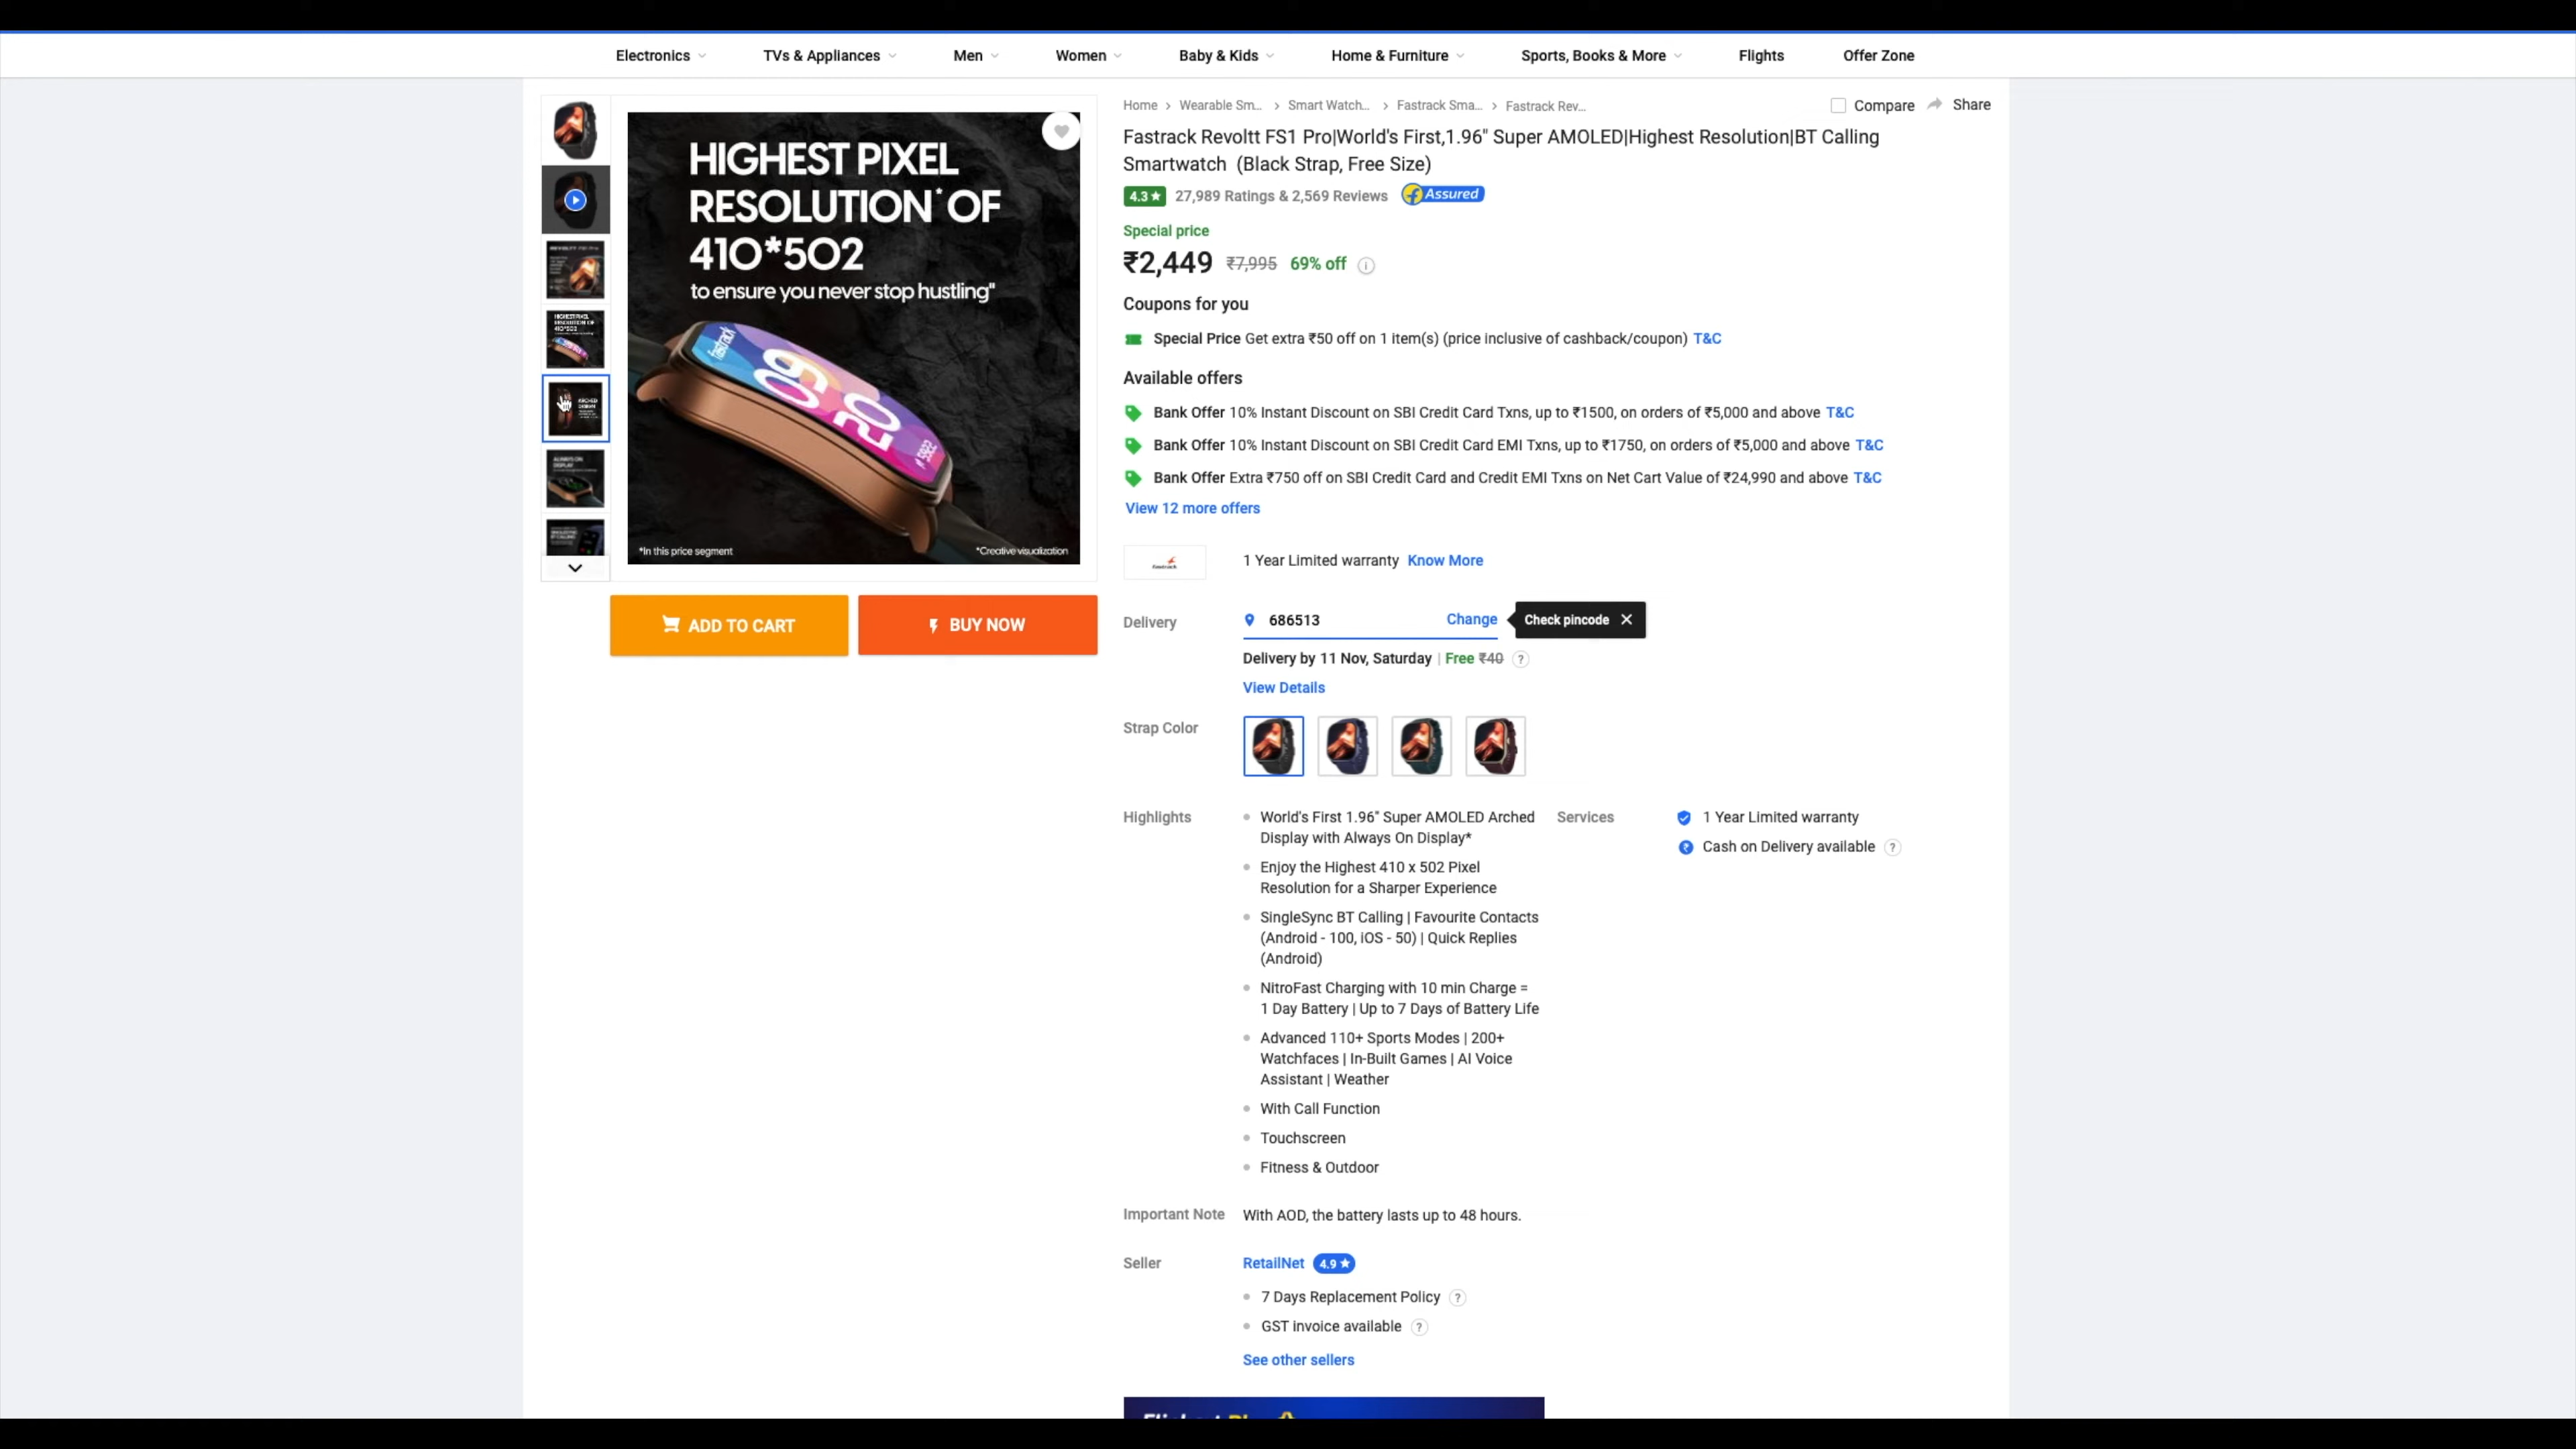 Electronics
TVs & Appliances
Men
Women
Baby & Kids
Home & Furniture
Sports, Books & More
Flights
Offer Zone
HIGHEST PIXEL
RESOLUTION* OF
410*502
to ensure you never stop hustling"
fastrack
09
20
*In this price segment
*Creative visualization
ADD TO CART
BUY NOW
Home > Wearable Sm... > Smart Watch... > Fastrack Sma... > Fastrack Rev...
Compare
Share
Fastrack Revoltt FS1 Pro|World's First,1.96" Super AMOLED|Highest Resolution|BT Calling
Smartwatch (Black Strap, Free Size)
4.3★ 27,989 Ratings & 2,569 Reviews Assured
Special price
₹2,449 ₹7,995 69% off
Coupons for you
Special Price Get extra ₹50 off on 1 item(s) (price inclusive of cashback/coupon) T&C
Available offers
Bank Offer 10% Instant Discount on SBI Credit Card Txns, up to ₹1500, on orders of ₹5,000 and above T&C
Bank Offer 10% Instant Discount on SBI Credit Card EMI Txns, up to ₹1750, on orders of ₹5,000 and above T&C
Bank Offer Extra ₹750 off on SBI Credit Card and Credit EMI Txns on Net Cart Value of ₹24,990 and above T&C
View 12 more offers
fastrack
1 Year Limited warranty Know More
Delivery
686513
Change
Check pincode ✕
Delivery by 11 Nov, Saturday | Free ₹40 ?
View Details
Strap Color
Highlights
World's First 1.96" Super AMOLED Arched
Display with Always On Display*
Enjoy the Highest 410 x 502 Pixel
Resolution for a Sharper Experience
SingleSync BT Calling | Favourite Contacts
(Android - 100, iOS - 50) | Quick Replies
(Android)
NitroFast Charging with 10 min Charge =
1 Day Battery | Up to 7 Days of Battery Life
Advanced 110+ Sports Modes | 200+
Watchfaces | In-Built Games | AI Voice
Assistant | Weather
With Call Function
Touchscreen
Fitness & Outdoor
Services
1 Year Limited warranty
Cash on Delivery available ?
Important Note
With AOD, the battery lasts up to 48 hours.
Seller
RetailNet 4.9★
7 Days Replacement Policy ?
GST invoice available ?
See other sellers